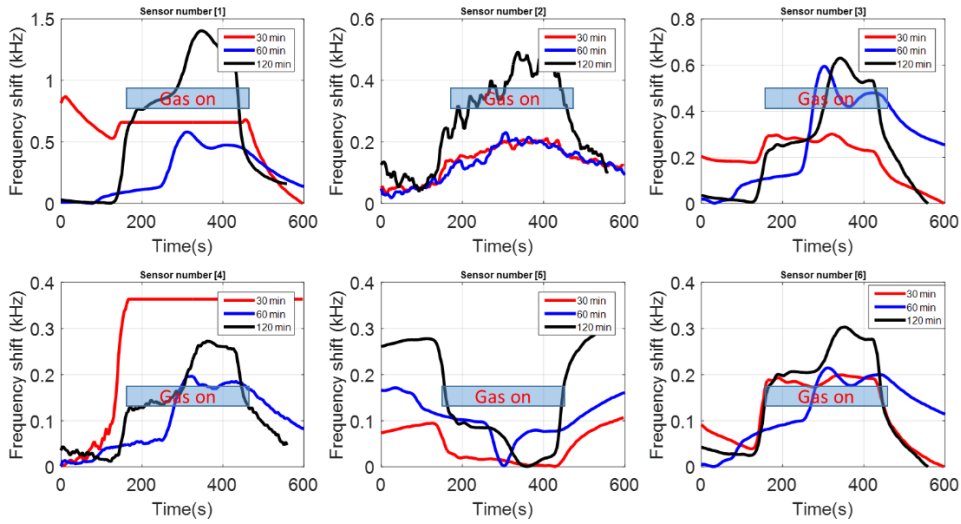 Sensor number [1]
Frequency shift (kHz)
1.5
1
0.5
0
30 min
60 min
120 min
Gas on
0 200 400 600
Time(s)
Sensor number [2]
Frequency shift (kHz)
0.6
0.4
0.2
0
30 min
60 min
120 min
Gas on
0 200 400 600
Time(s)
Sensor number [3]
Frequency shift (kHz)
0.8
0.6
0.4
0.2
0
30 min
60 min
120 min
Gas on
0 200 400 600
Time(s)
Sensor number [4]
Frequency shift (kHz)
0.4
0.3
0.2
0.1
0
30 min
60 min
120 min
Gas on
0 200 400 600
Time(s)
Sensor number [5]
Frequency shift (kHz)
0.4
0.3
0.2
0.1
0
30 min
60 min
120 min
Gas on
0 200 400 600
Time(s)
Sensor number [6]
Frequency shift (kHz)
0.4
0.3
0.2
0.1
0
30 min
60 min
120 min
Gas on
0 200 400 600
Time(s)